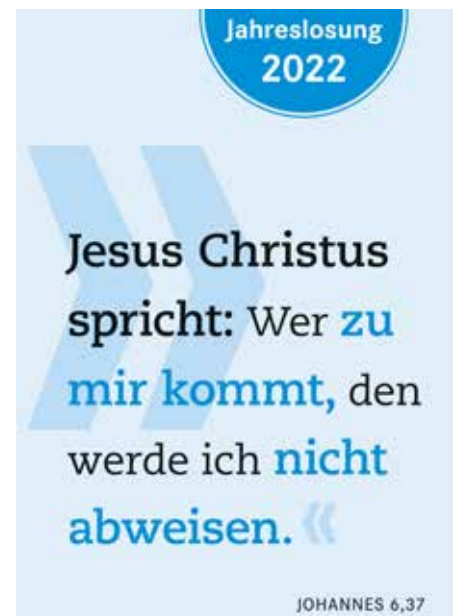 Jahreslosung
2022
»
Jesus Christus
spricht: Wer zu
mir kommt, den
werde ich nicht
abweisen. «
JOHANNES 6,37